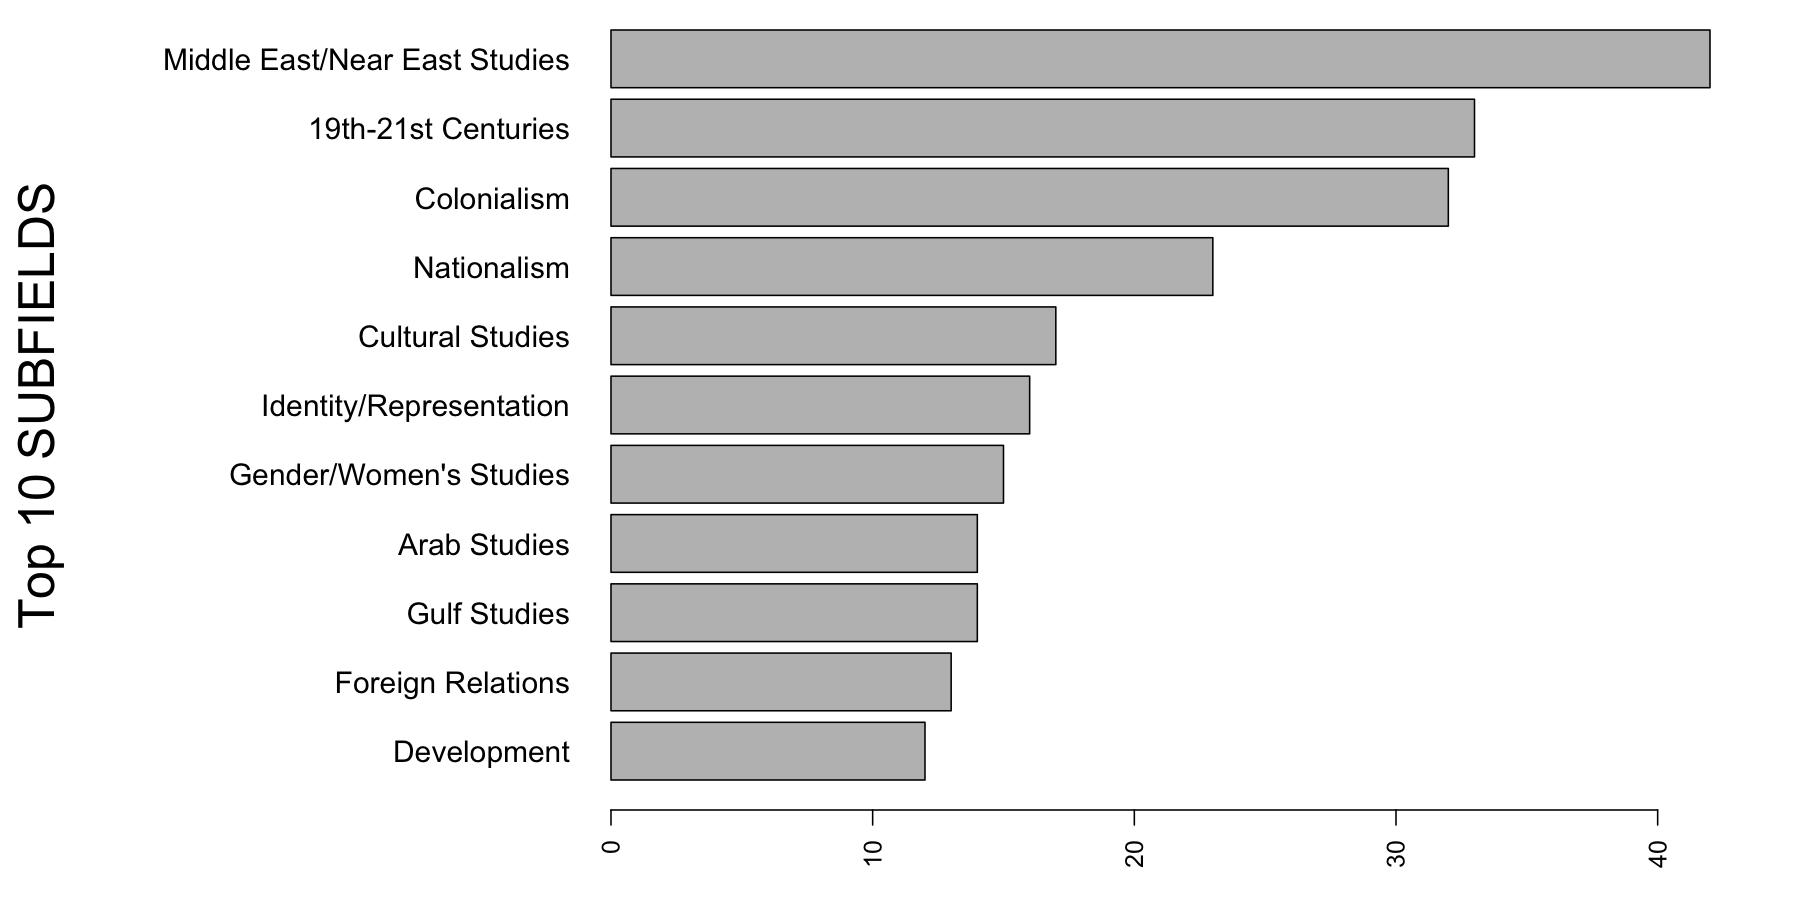 Top 10 SUBFIELDS
Middle East/Near East Studies
19th-21st Centuries
Colonialism
Nationalism
Cultural Studies
Identity/Representation
Gender/Women's Studies
Arab Studies
Gulf Studies
Foreign Relations
Development
0
10
20
30
40